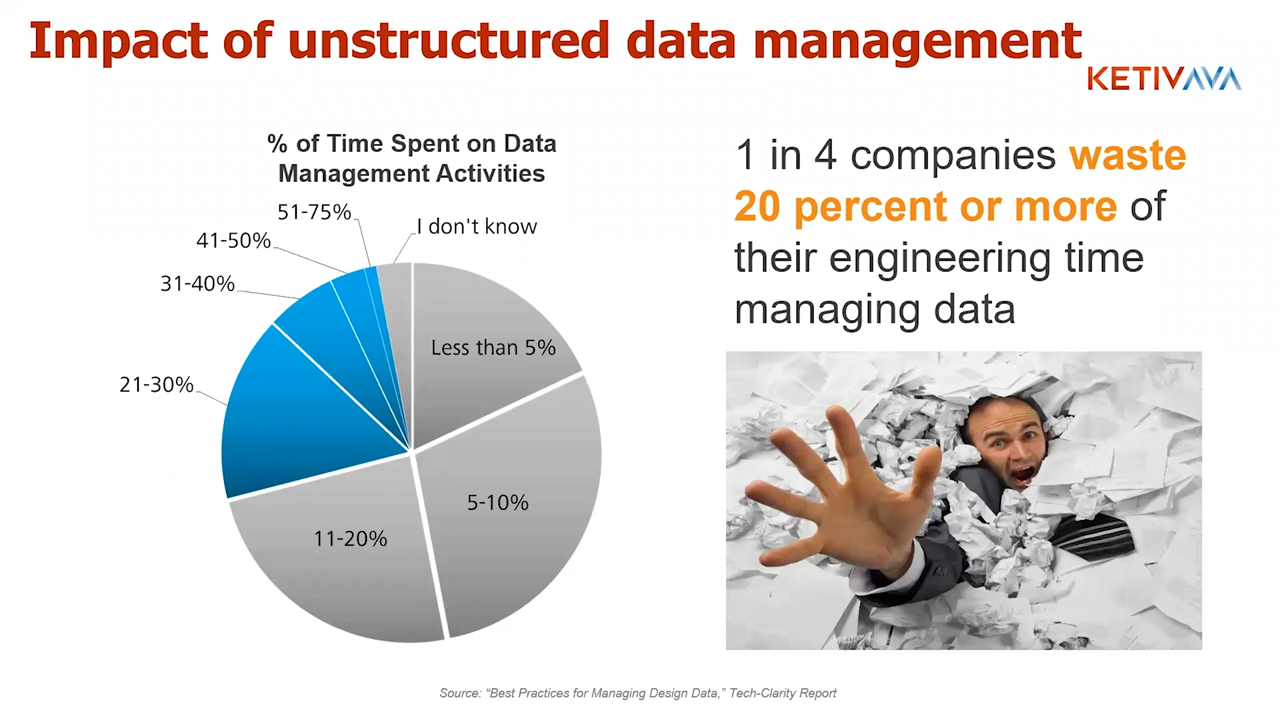 Impact of unstructured data management
KETIVAVA
% of Time Spent on Data
Management Activities
51-75%
I don't know
41-50%
31-40%
Less than 5%
21-30%
5-10%
11-20%
1 in 4 companies waste
20 percent or more of
their engineering time
managing data
Source: “Best Practices for Managing Design Data,” Tech-Clarity Report